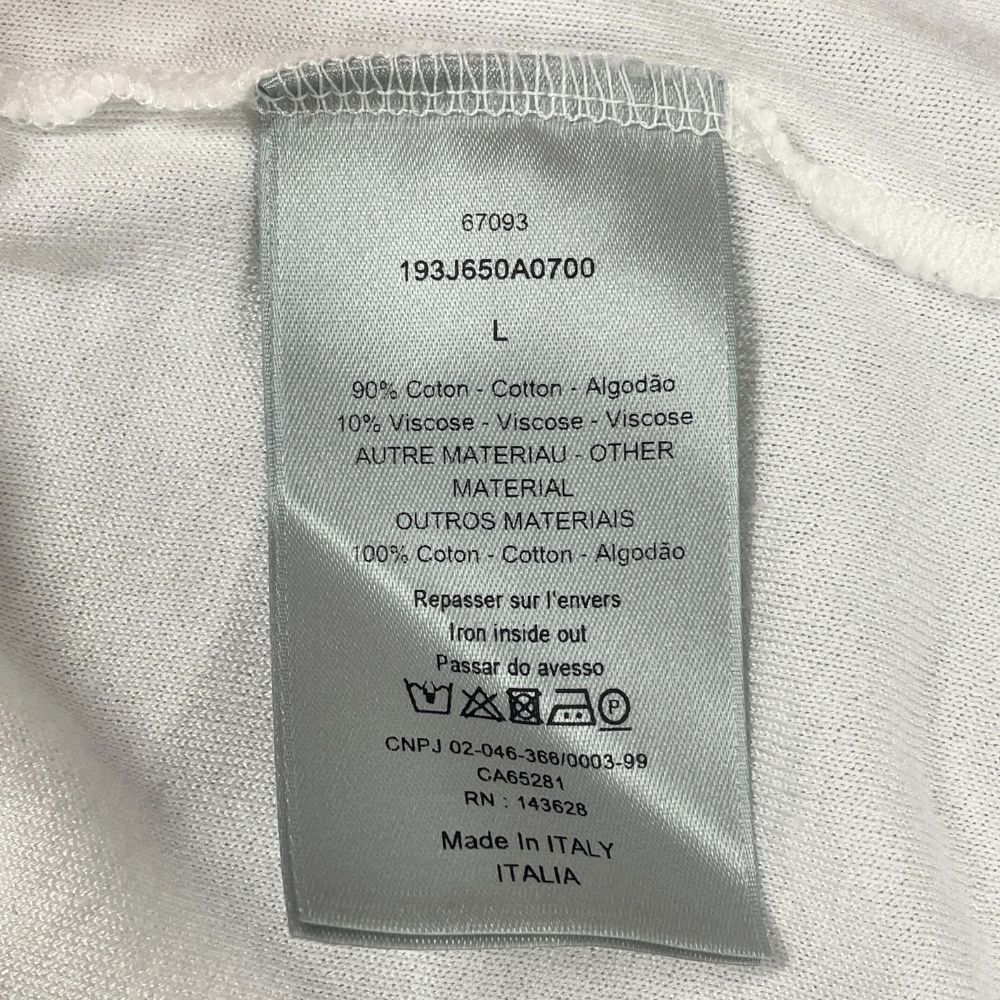 67093
193J650A0700
L
90% Coton - Cotton - Algodão
10% Viscose - Viscose - Viscose
AUTRE MATERIAU - OTHER
MATERIAL
OUTROS MATERIAIS
100% Coton - Cotton - Algodão
Repasser sur l'envers
Iron inside out
Passar do avesso
P
CNPJ 02-046-366/0003-99
CA65281
RN : 143628
Made In ITALY
ITALIA